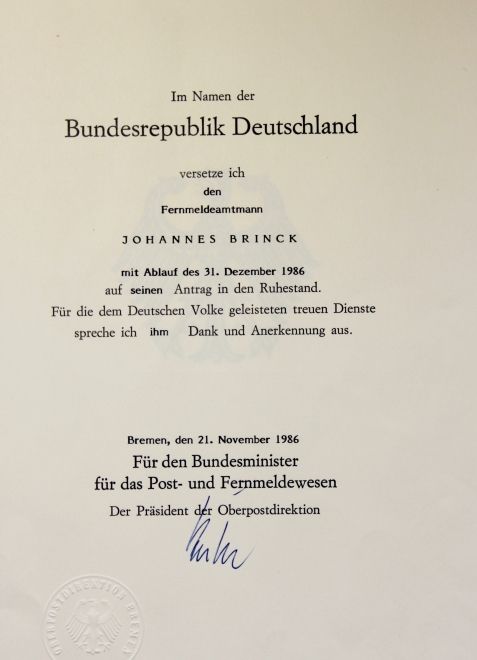 Im Namen der
Bundesrepublik Deutschland
versetze ich
den
Fernmeldeamtmann
JOHANNES BRINCK
mit Ablauf des 31. Dezember 1986
auf seinen Antrag in den Ruhestand.
Für die dem Deutschen Volke geleisteten treuen Dienste
spreche ich ihm Dank und Anerkennung aus.
Bremen, den 21. November 1986
Für den Bundesminister
für das Post- und Fernmeldewesen
Der Präsident der Oberpostdirektion
OBERPOSTDIREKTION BREMEN